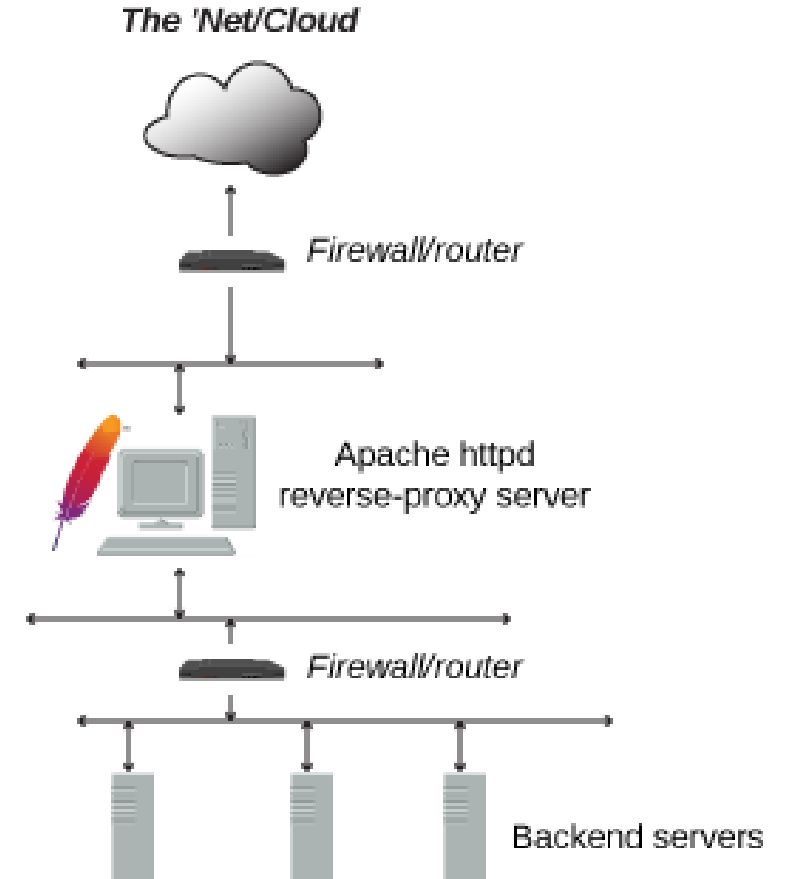 The 'Net/Cloud
Firewall/router
Apache httpd
reverse-proxy server
Firewall/router
Backend servers